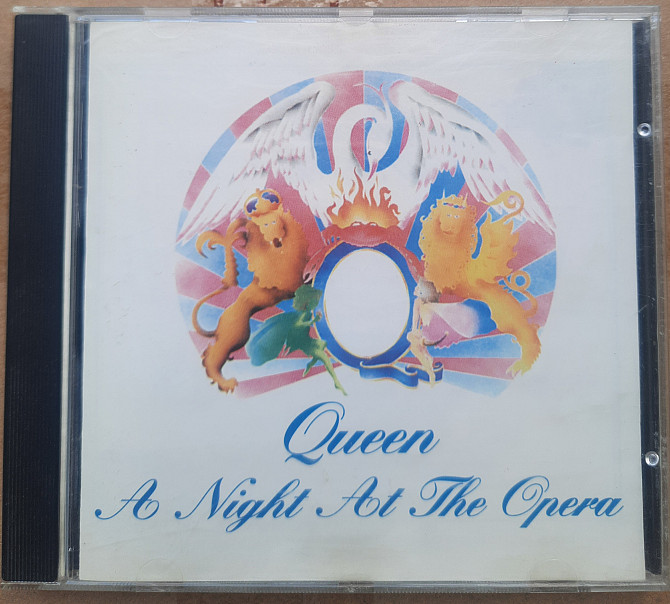 Queen
A Night At The Opera